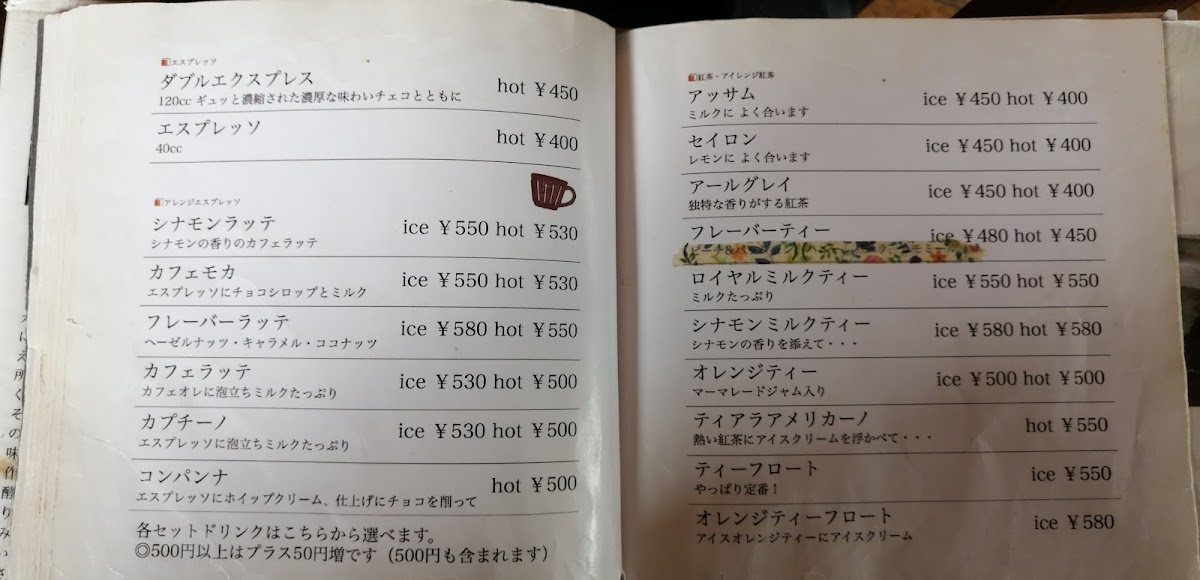 エスプレッソ
ダブルエクスプレス hot ¥450
120cc ギュッと濃縮された濃厚な味わいチェコとともに
エスプレッソ hot ¥400
40cc
アレンジエスプレッソ
シナモンラッテ ice ¥550 hot ¥530
シナモンの香りのカフェラッテ
カフェモカ ice ¥550 hot ¥530
エスプレッソにチョコシロップとミルク
フレーバーラッテ ice ¥580 hot ¥550
ヘーゼルナッツ・キャラメル・ココナッツ
カフェラッテ ice ¥530 hot ¥500
カフェオレに泡立ちミルクたっぷり
カプチーノ ice ¥530 hot ¥500
エスプレッソに泡立ちミルクたっぷり
コンパンナ hot ¥500
エスプレッソにホイップクリーム、仕上げにチョコを削って
各セットドリンクはこちらから選べます。
◎500円以上はプラス50円増です（500円も含まれます）
紅茶・アイレンジ紅茶
アッサム ice ¥450 hot ¥400
ミルクに よく合います
セイロン ice ¥450 hot ¥400
レモンに よく合います
アールグレイ ice ¥450 hot ¥400
独特な香りがする紅茶
フレーバーティー ice ¥480 hot ¥450
ロイヤルミルクティー ice ¥550 hot ¥550
ミルクたっぷり
シナモンミルクティー ice ¥580 hot ¥580
シナモンの香りを添えて・・・
オレンジティー ice ¥500 hot ¥500
マーマレードジャム入り
ティアラアメリカーノ hot ¥550
熱い紅茶にアイスクリームを浮かべて・・・
ティーフロート ice ¥550
やっぱり定番！
オレンジティーフロート ice ¥580
アイスオレンジティーにアイスクリーム